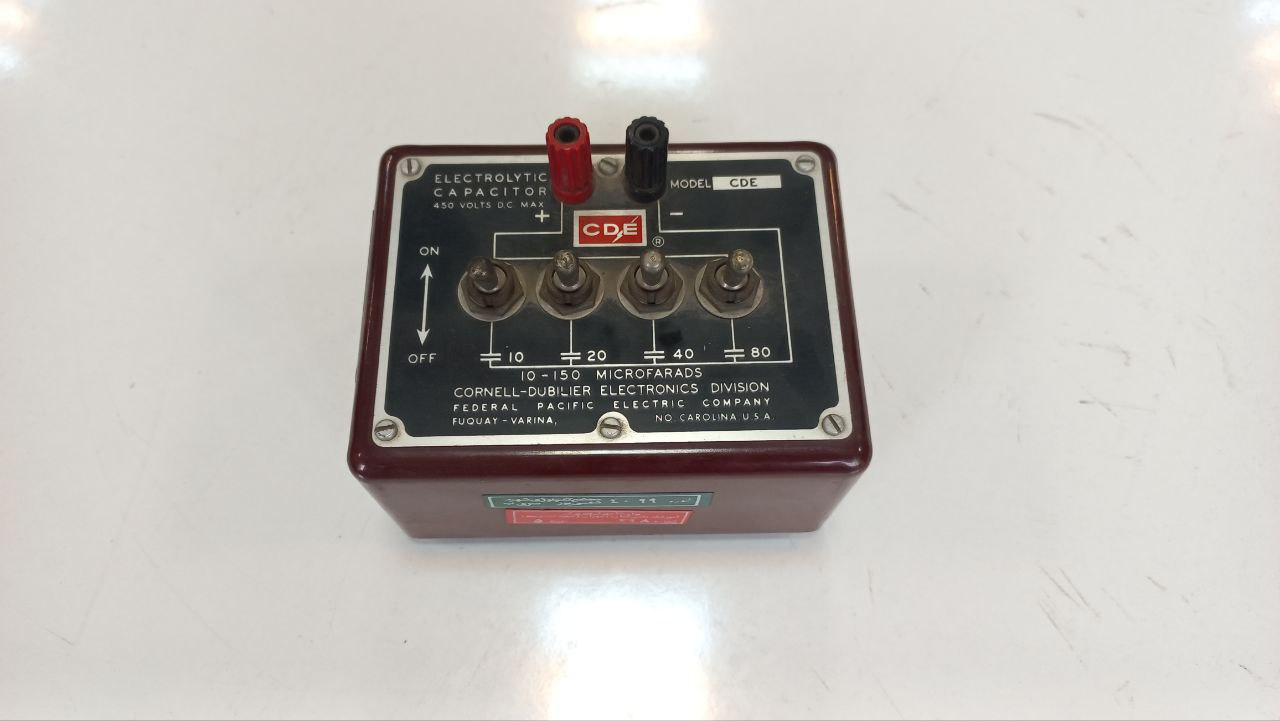 ELECTROLYTIC
CAPACITOR
450 VOLTS D.C. MAX
MODEL CDE
+ −
CDE ®
ON
OFF
10 20 40 80
10-150 MICROFARADS
CORNELL-DUBILIER ELECTRONICS DIVISION
FEDERAL PACIFIC ELECTRIC COMPANY
FUQUAY-VARINA, NO. CAROLINA U.S.A.